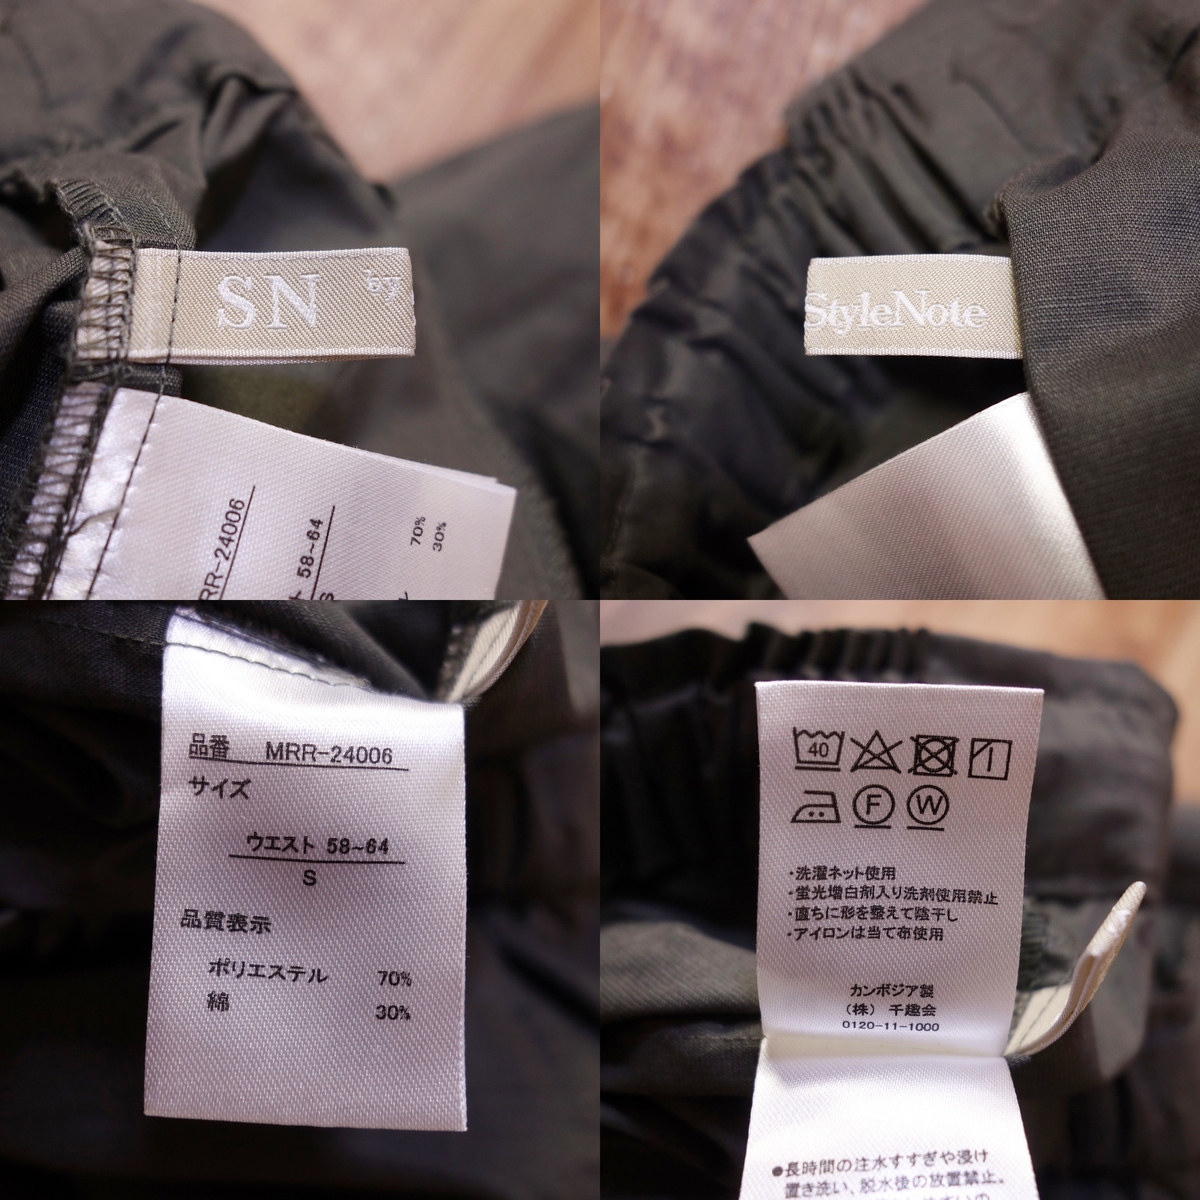 SN by
RR-24006
58~64
S
70%
30%
StyleNote
品番 MRR-24006
サイズ
ウエスト 58~64
S
品質表示
ポリエステル 70%
綿 30%
40
F W
・洗濯ネット使用
・蛍光増白剤入り洗剤使用禁止
・直ちに形を整えて陰干し
・アイロンは当て布使用
カンボジア製
(株) 千趣会
0120-11-1000
●長時間の注水すすぎや浸け
置き洗い、脱水後の放置禁止。